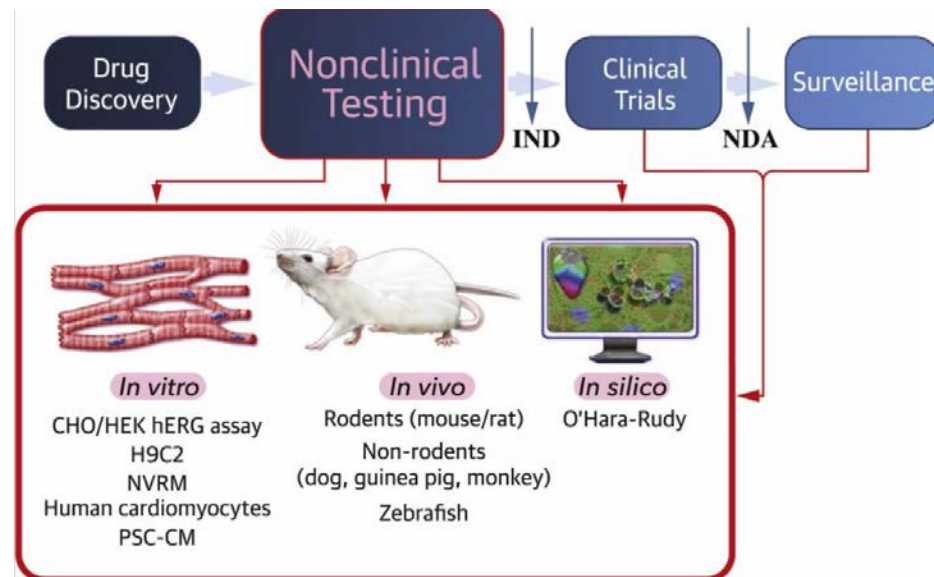 Drug
Discovery
Nonclinical
Testing
IND
Clinical
Trials
NDA
Surveillance
In vitro
CHO/HEK hERG assay
H9C2
NVRM
Human cardiomyocytes
PSC-CM
In vivo
Rodents (mouse/rat)
Non-rodents
(dog, guinea pig, monkey)
Zebrafish
In silico
O'Hara-Rudy